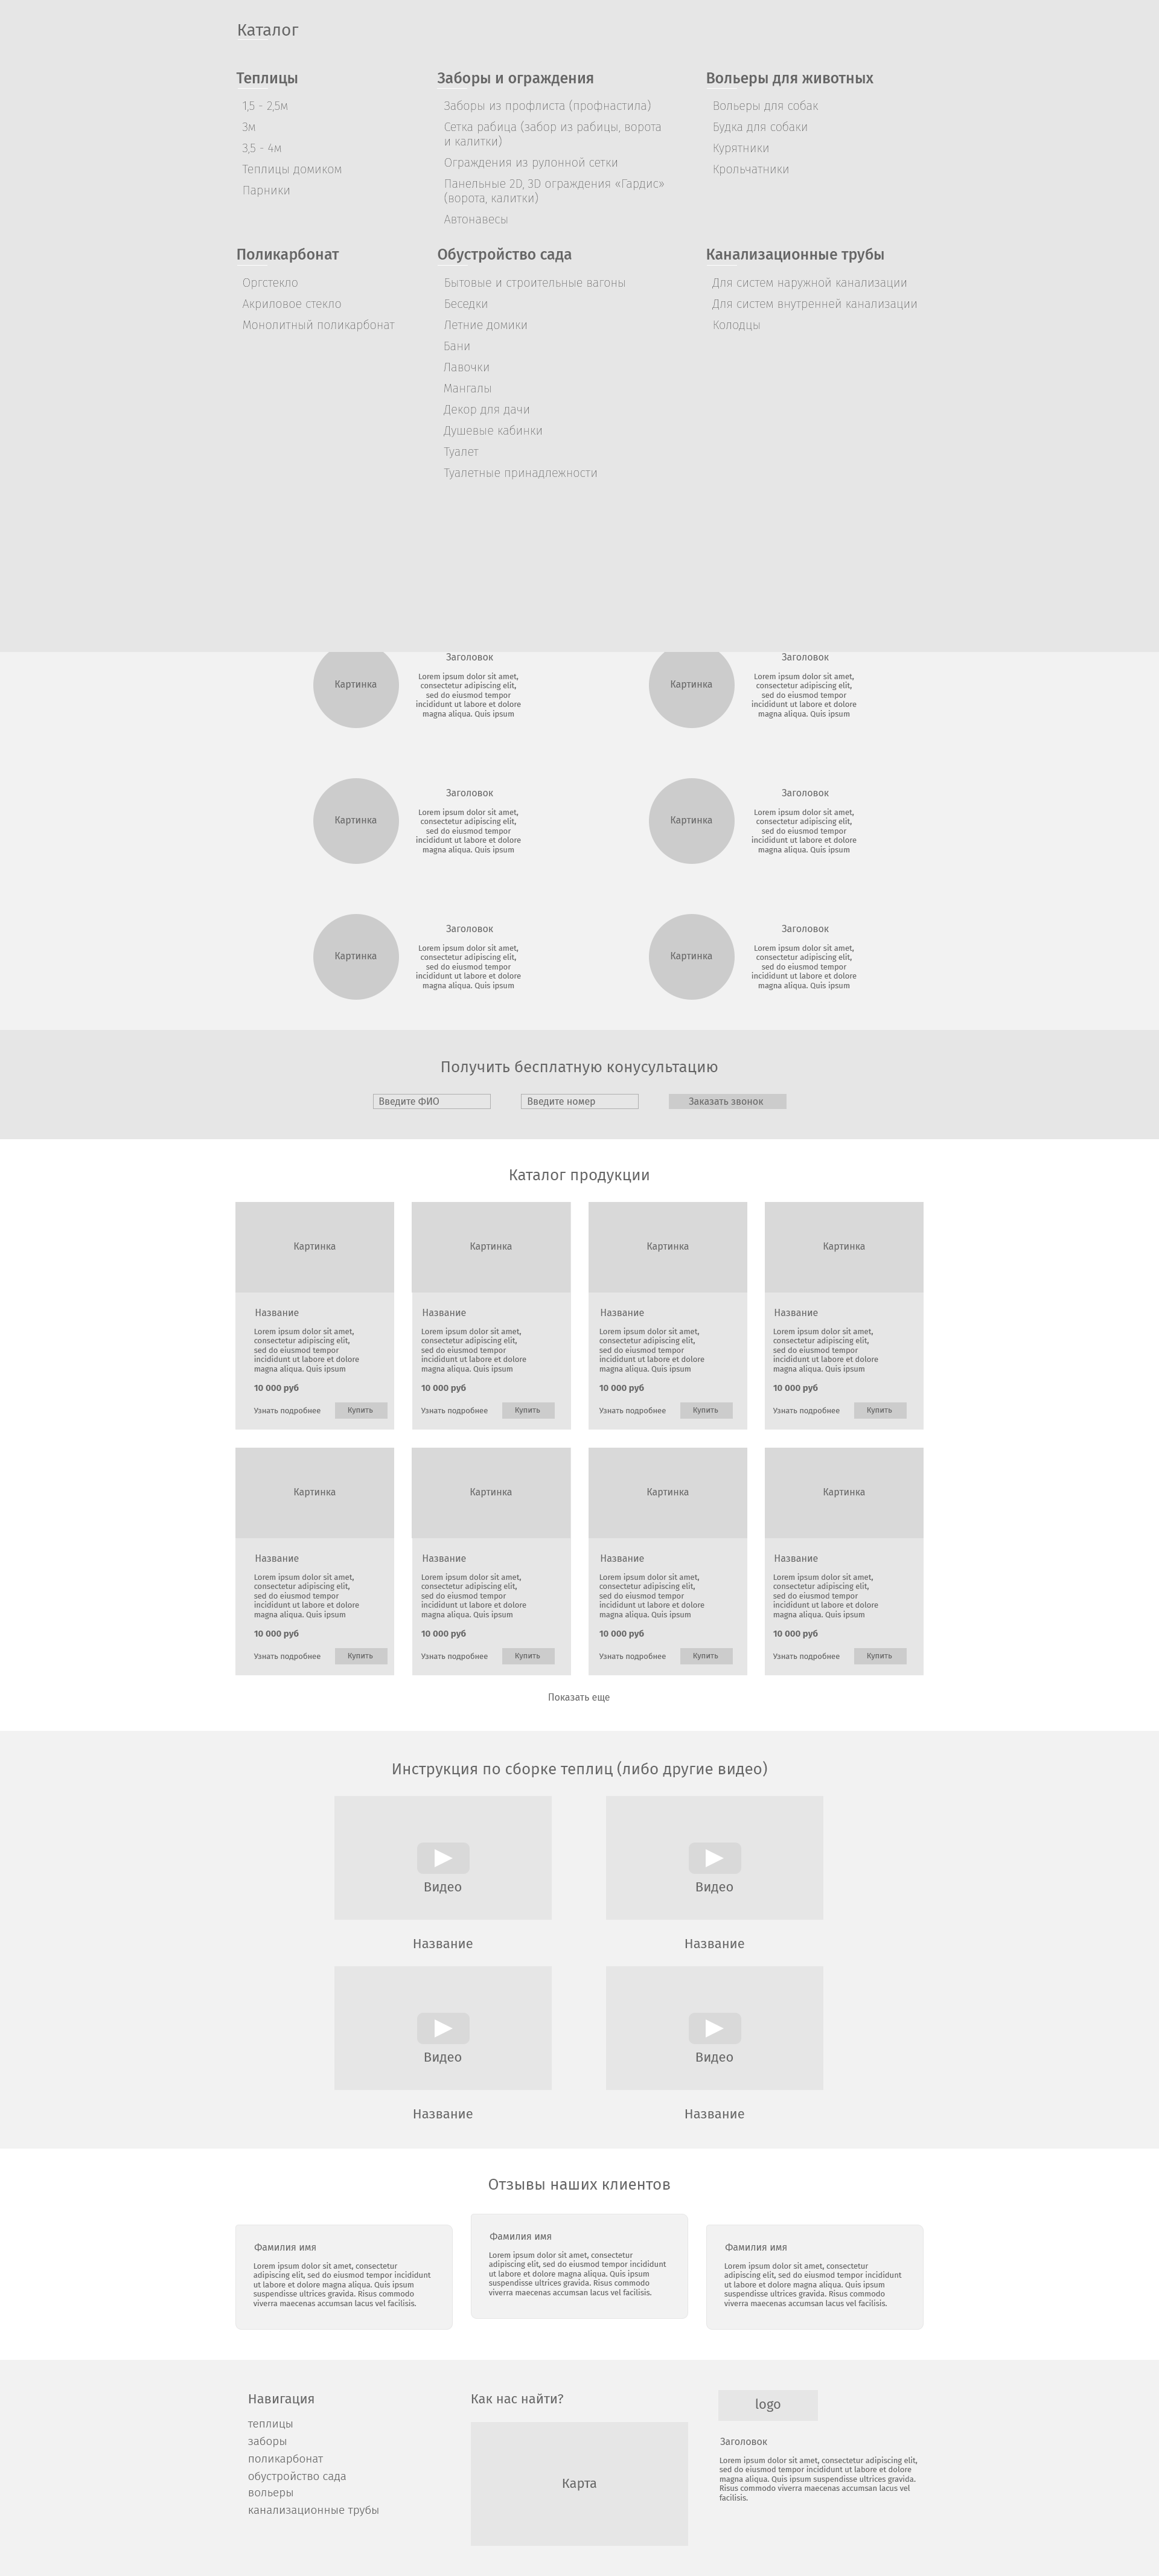 Каталог
Теплицы
1,5 - 2,5м
3м
3,5 - 4м
Теплицы домиком
Парники
Заборы и ограждения
Заборы из профлиста (профнастила)
Сетка рабица (забор из рабицы, ворота
и калитки)
Ограждения из рулонной сетки
Панельные 2D, 3D ограждения «Гардис»
(ворота, калитки)
Автонавесы
Вольеры для животных
Вольеры для собак
Будка для собаки
Курятники
Крольчатники
Поликарбонат
Оргстекло
Акриловое стекло
Монолитный поликарбонат
Обустройство сада
Бытовые и строительные вагоны
Беседки
Летние домики
Бани
Лавочки
Мангалы
Декор для дачи
Душевые кабинки
Туалет
Туалетные принадлежности
Канализационные трубы
Для систем наружной канализации
Для систем внутренней канализации
Колодцы
Картинка
Заголовок
Lorem ipsum dolor sit amet,
consectetur adipiscing elit,
sed do eiusmod tempor
incididunt ut labore et dolore
magna aliqua. Quis ipsum
Картинка
Заголовок
Lorem ipsum dolor sit amet,
consectetur adipiscing elit,
sed do eiusmod tempor
incididunt ut labore et dolore
magna aliqua. Quis ipsum
Картинка
Заголовок
Lorem ipsum dolor sit amet,
consectetur adipiscing elit,
sed do eiusmod tempor
incididunt ut labore et dolore
magna aliqua. Quis ipsum
Картинка
Заголовок
Lorem ipsum dolor sit amet,
consectetur adipiscing elit,
sed do eiusmod tempor
incididunt ut labore et dolore
magna aliqua. Quis ipsum
Картинка
Заголовок
Lorem ipsum dolor sit amet,
consectetur adipiscing elit,
sed do eiusmod tempor
incididunt ut labore et dolore
magna aliqua. Quis ipsum
Картинка
Заголовок
Lorem ipsum dolor sit amet,
consectetur adipiscing elit,
sed do eiusmod tempor
incididunt ut labore et dolore
magna aliqua. Quis ipsum
Получить бесплатную конусультацию
Введите ФИО
Введите номер
Заказать звонок
Каталог продукции
Картинка
Название
Lorem ipsum dolor sit amet,
consectetur adipiscing elit,
sed do eiusmod tempor
incididunt ut labore et dolore
magna aliqua. Quis ipsum
10 000 руб
Узнать подробнее
Купить
Картинка
Название
Lorem ipsum dolor sit amet,
consectetur adipiscing elit,
sed do eiusmod tempor
incididunt ut labore et dolore
magna aliqua. Quis ipsum
10 000 руб
Узнать подробнее
Купить
Картинка
Название
Lorem ipsum dolor sit amet,
consectetur adipiscing elit,
sed do eiusmod tempor
incididunt ut labore et dolore
magna aliqua. Quis ipsum
10 000 руб
Узнать подробнее
Купить
Картинка
Название
Lorem ipsum dolor sit amet,
consectetur adipiscing elit,
sed do eiusmod tempor
incididunt ut labore et dolore
magna aliqua. Quis ipsum
10 000 руб
Узнать подробнее
Купить
Картинка
Название
Lorem ipsum dolor sit amet,
consectetur adipiscing elit,
sed do eiusmod tempor
incididunt ut labore et dolore
magna aliqua. Quis ipsum
10 000 руб
Узнать подробнее
Купить
Картинка
Название
Lorem ipsum dolor sit amet,
consectetur adipiscing elit,
sed do eiusmod tempor
incididunt ut labore et dolore
magna aliqua. Quis ipsum
10 000 руб
Узнать подробнее
Купить
Картинка
Название
Lorem ipsum dolor sit amet,
consectetur adipiscing elit,
sed do eiusmod tempor
incididunt ut labore et dolore
magna aliqua. Quis ipsum
10 000 руб
Узнать подробнее
Купить
Картинка
Название
Lorem ipsum dolor sit amet,
consectetur adipiscing elit,
sed do eiusmod tempor
incididunt ut labore et dolore
magna aliqua. Quis ipsum
10 000 руб
Узнать подробнее
Купить
Показать еще
Инструкция по сборке теплиц (либо другие видео)
Видео
Название
Видео
Название
Видео
Название
Видео
Название
Отзывы наших клиентов
Фамилия имя
Lorem ipsum dolor sit amet, consectetur
adipiscing elit, sed do eiusmod tempor incididunt
ut labore et dolore magna aliqua. Quis ipsum
suspendisse ultrices gravida. Risus commodo
viverra maecenas accumsan lacus vel facilisis.
Фамилия имя
Lorem ipsum dolor sit amet, consectetur
adipiscing elit, sed do eiusmod tempor incididunt
ut labore et dolore magna aliqua. Quis ipsum
suspendisse ultrices gravida. Risus commodo
viverra maecenas accumsan lacus vel facilisis.
Фамилия имя
Lorem ipsum dolor sit amet, consectetur
adipiscing elit, sed do eiusmod tempor incididunt
ut labore et dolore magna aliqua. Quis ipsum
suspendisse ultrices gravida. Risus commodo
viverra maecenas accumsan lacus vel facilisis.
Навигация
теплицы
заборы
поликарбонат
обустройство сада
вольеры
канализационные трубы
Как нас найти?
Карта
logo
Заголовок
Lorem ipsum dolor sit amet, consectetur adipiscing elit,
sed do eiusmod tempor incididunt ut labore et dolore
magna aliqua. Quis ipsum suspendisse ultrices gravida.
Risus commodo viverra maecenas accumsan lacus vel
facilisis.